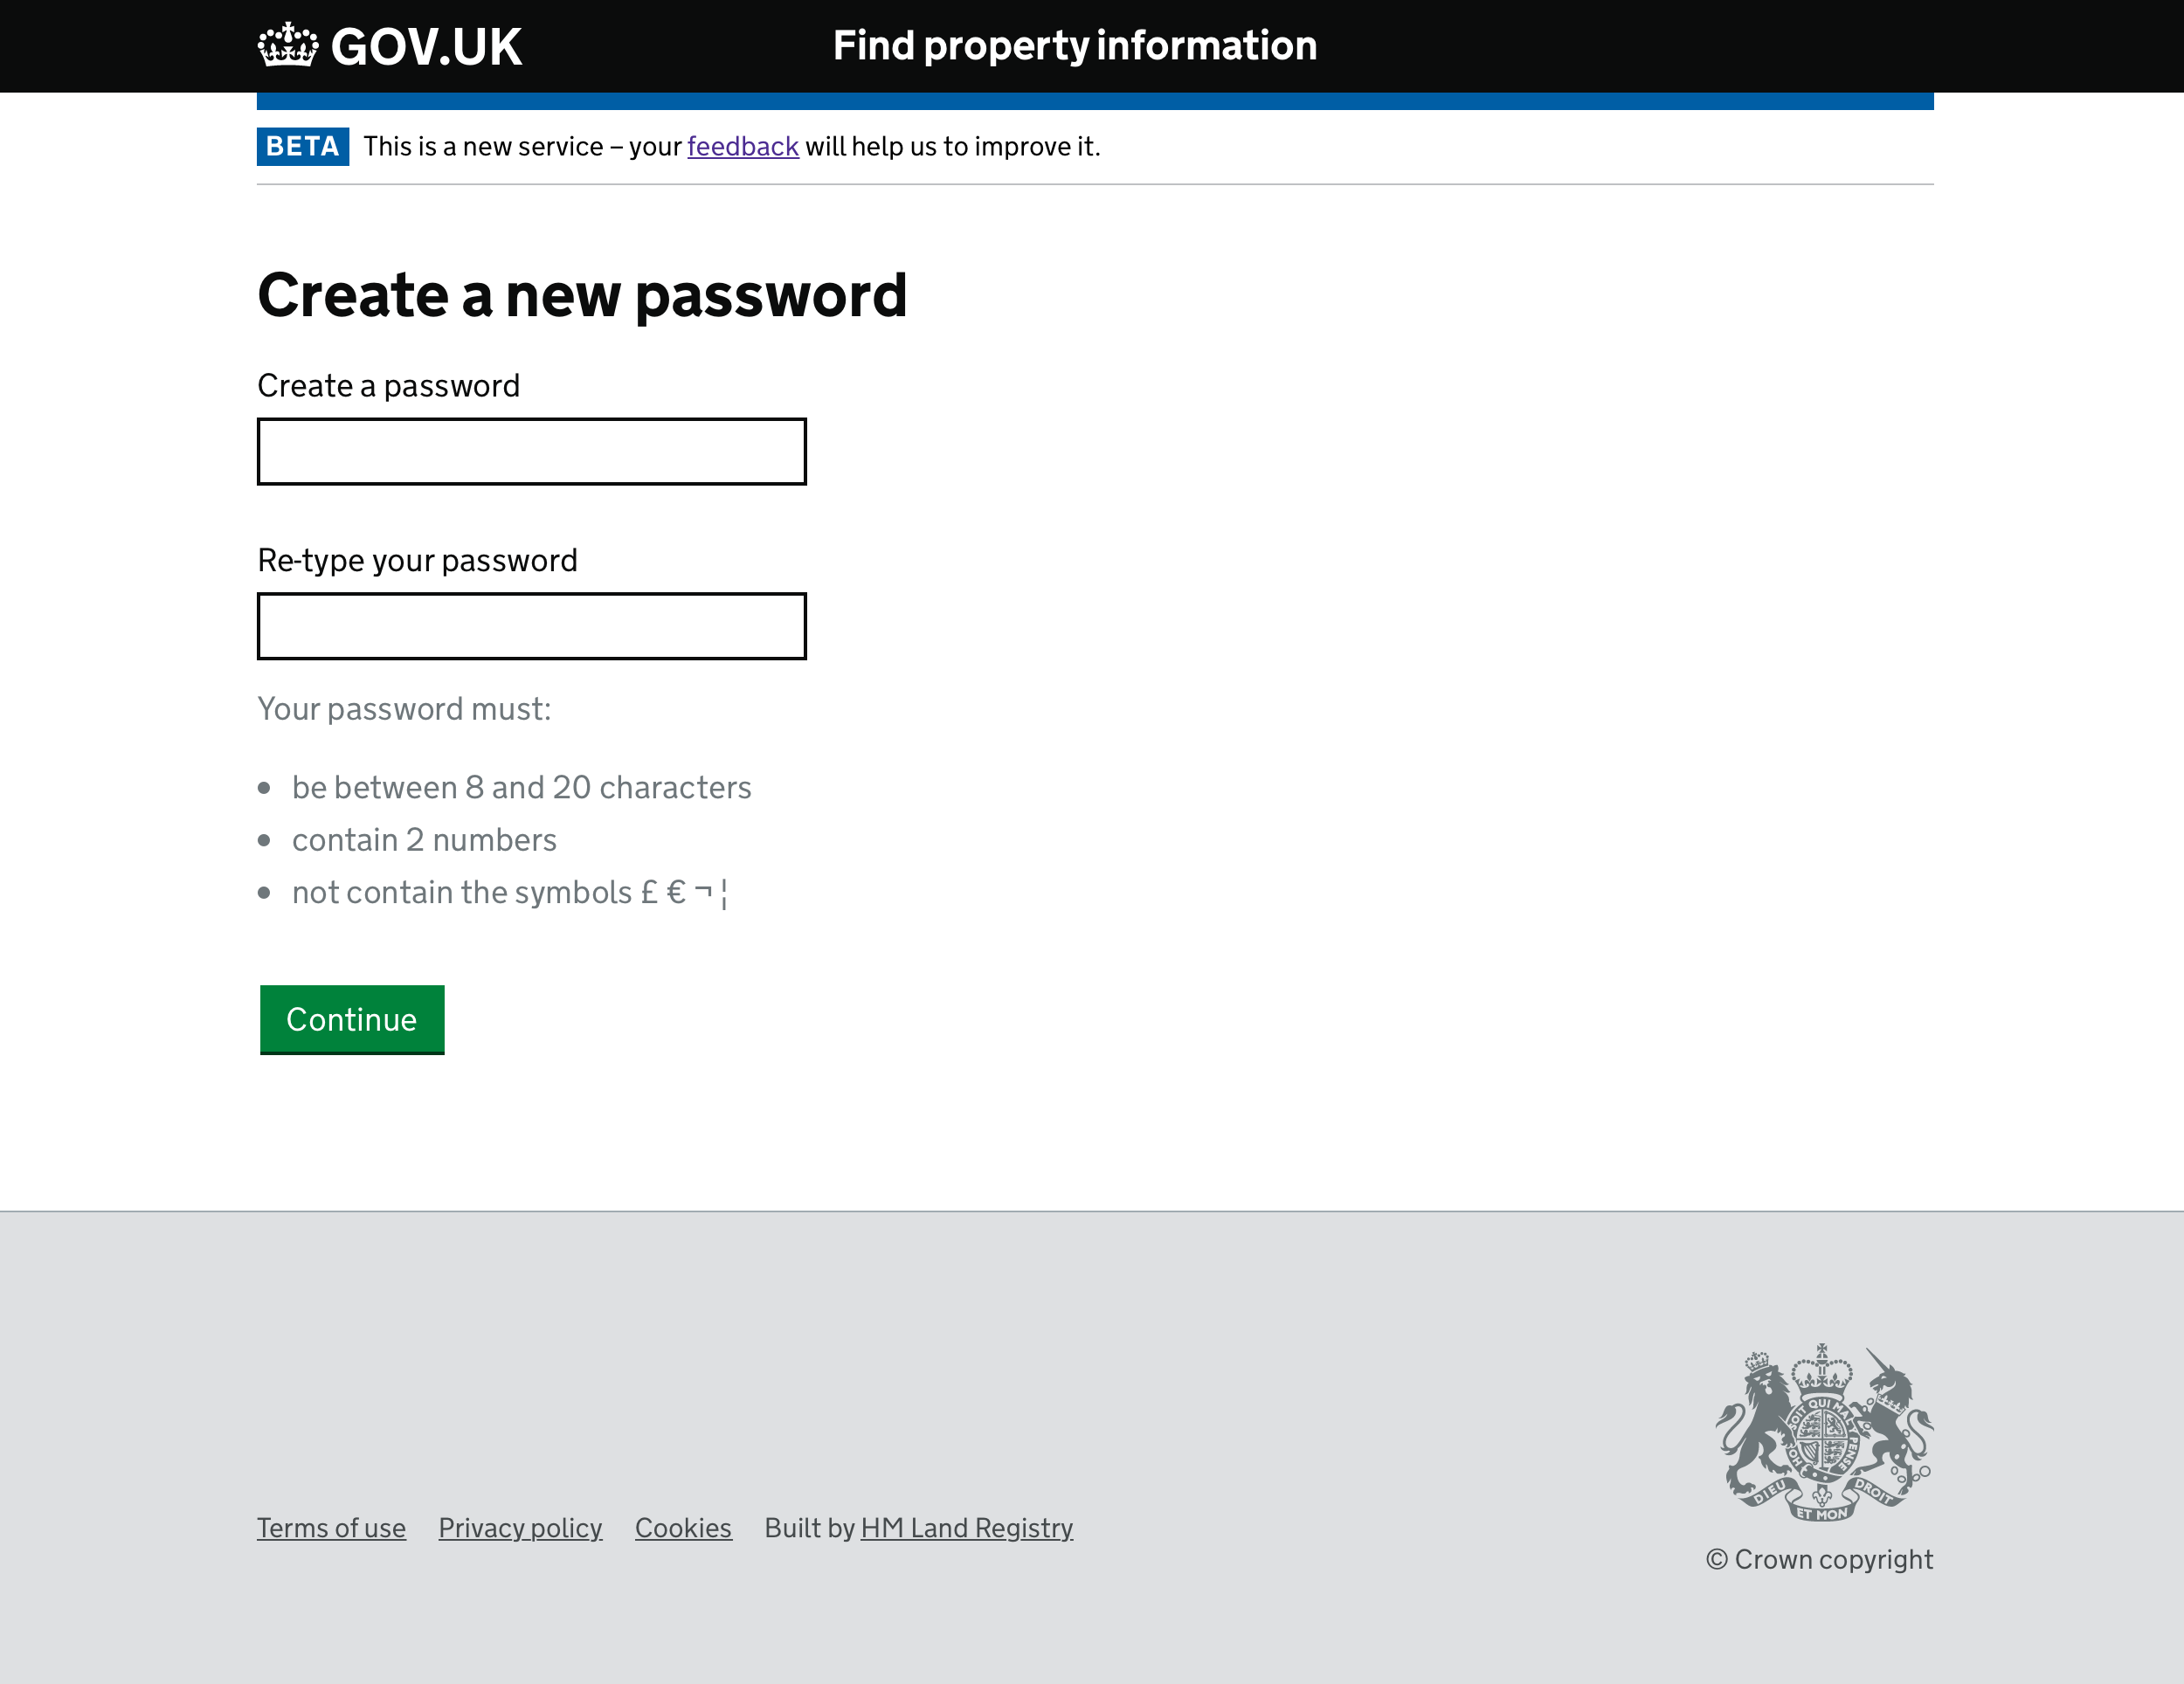 GOV.UK
Find property information
BETA This is a new service – your feedback will help us to improve it.
Create a new password
Create a password
Re-type your password
Your password must:
• be between 8 and 20 characters
• contain 2 numbers
• not contain the symbols £ € ¬ ¦
Continue
SOIT QUI MAL Y PENSE
HON
DIEU ET MON DROIT
Terms of use Privacy policy Cookies Built by HM Land Registry
© Crown copyright